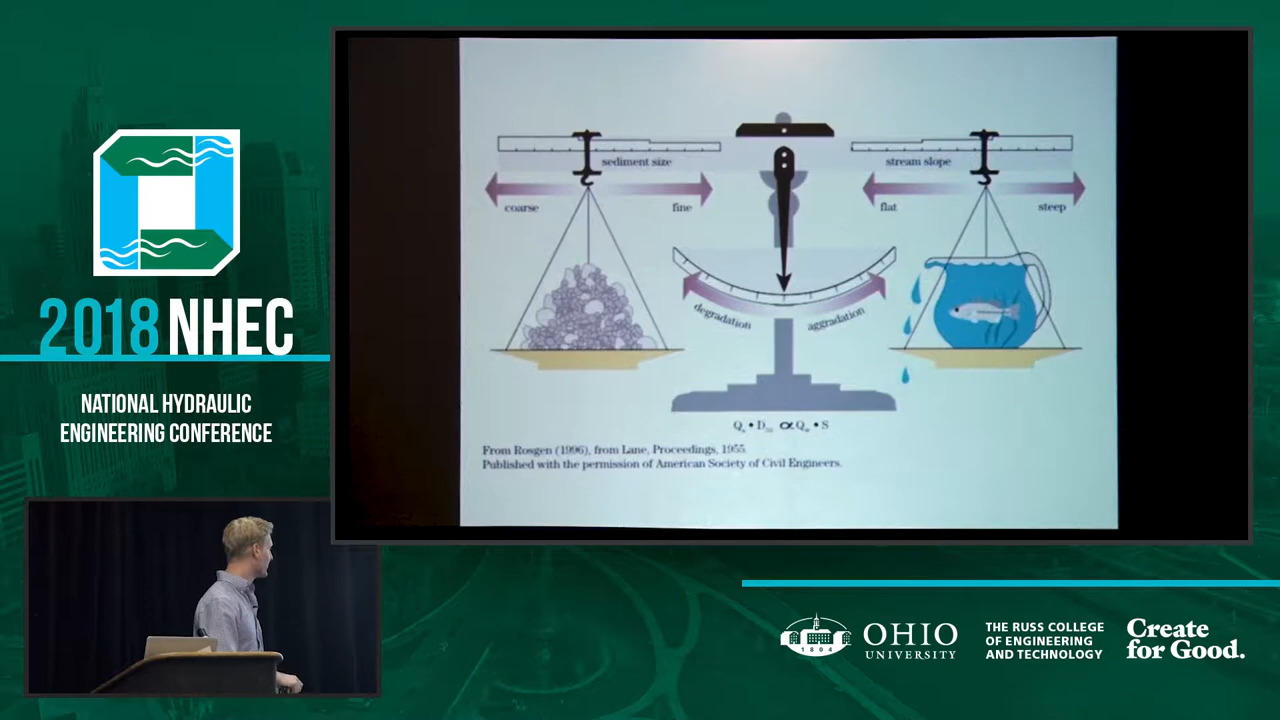 2018 NHEC
NATIONAL HYDRAULIC
ENGINEERING CONFERENCE
sediment size
coarse
fine
stream slope
flat
steep
degradation
aggradation
From Rosgen (1996), from Lane, Proceedings, 1955.
Published with the permission of American Society of Civil Engineers.
1804
OHIO
UNIVERSITY
THE RUSS COLLEGE
OF ENGINEERING
AND TECHNOLOGY
Create
for Good.